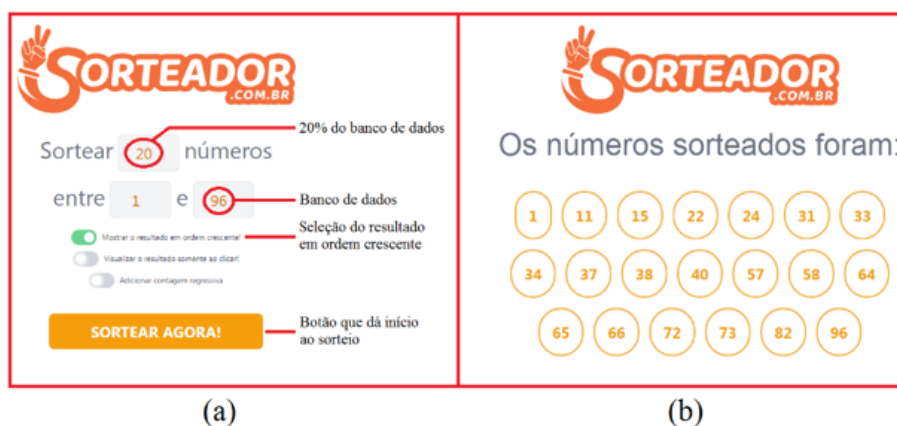 SORTEADOR
.COM.BR
Sortear 20 números
20% do banco de dados
entre 1 e 96
Banco de dados
Mostrar o resultado em ordem crescente!
Seleção do resultado
em ordem crescente
Visualizar o resultado somente ao clicar!
Adicionar contagem regressiva
SORTEAR AGORA!
Botão que dá início
ao sorteio
(a)
SORTEADOR
.COM.BR
Os números sorteados foram:
1 11 15 22 24 31 33
34 37 38 40 57 58 64
65 66 72 73 82 96
(b)